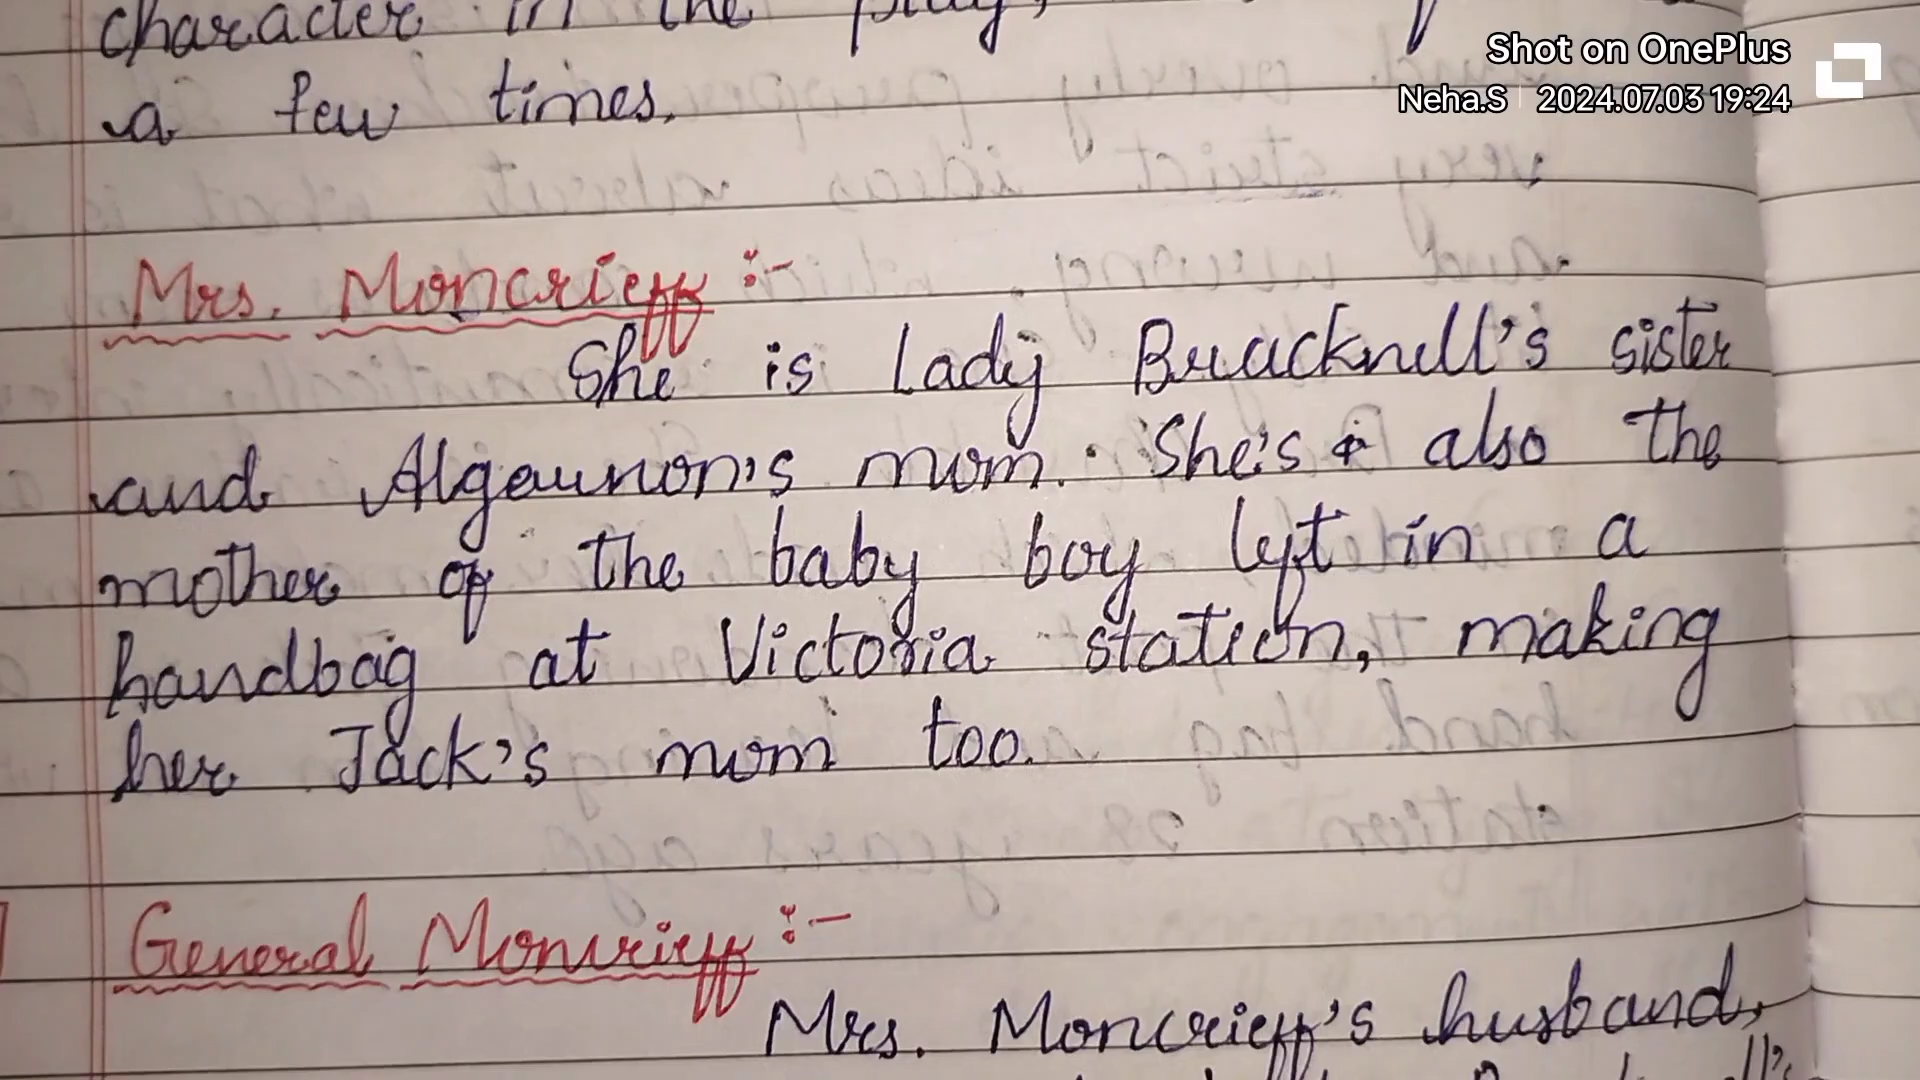 character in the play,
a few times.
Shot on OnePlus
Neha.S | 2024.07.03 19:24
Mrs. Moncrieff :-
She is Lady Bracknell's sister
and Algaunon's mom. She's also the
mother of the baby boy left in a
handbag at Victoria station, making
her Jack's mom too.
General Moncrieff :-
Mrs. Moncrieff's husband,